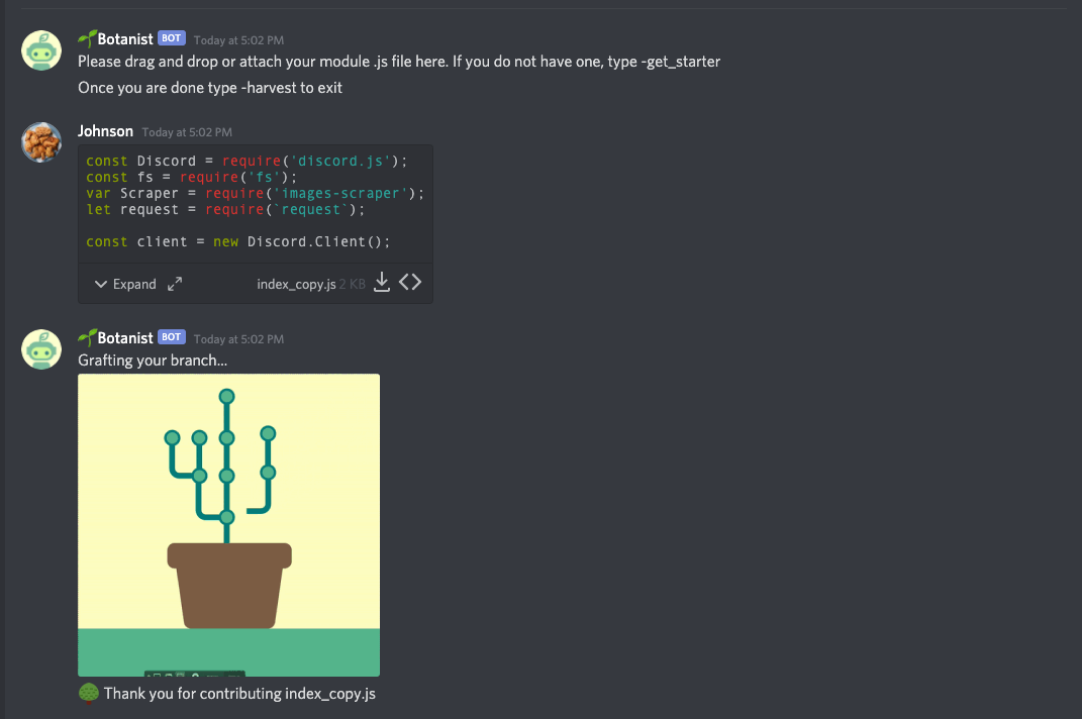 Botanist BOT Today at 5:02 PM
Please drag and drop or attach your module .js file here. If you do not have one, type -get_starter
Once you are done type -harvest to exit
Johnson Today at 5:02 PM
const Discord = require('discord.js');
const fs = require('fs');
var Scraper = require('images-scraper');
let request = require(`request`);
const client = new Discord.Client();
Expand index_copy.js 2 KB
Botanist BOT Today at 5:02 PM
Grafting your branch...
Thank you for contributing index_copy.js